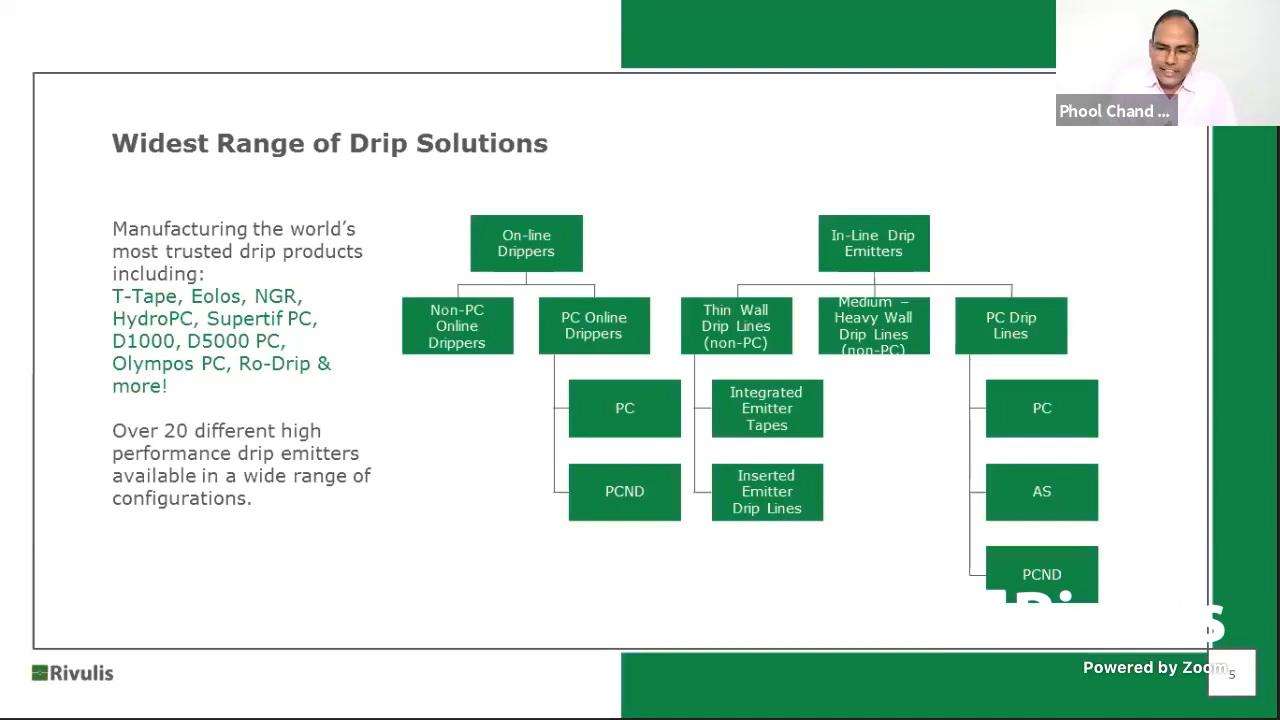 Phool Chand ...
Widest Range of Drip Solutions
Manufacturing the world's
most trusted drip products
including:
T-Tape, Eolos, NGR,
HydroPC, Supertif PC,
D1000, D5000 PC,
Olympos PC, Ro-Drip &
more!
Over 20 different high
performance drip emitters
available in a wide range of
configurations.
On-line
Drippers
Non-PC
Online
Drippers
PC Online
Drippers
PC
PCND
In-Line Drip
Emitters
Thin Wall
Drip Lines
(non-PC)
Integrated
Emitter
Tapes
Inserted
Emitter
Drip Lines
Medium –
Heavy Wall
Drip Lines
(non-PC)
PC Drip
Lines
PC
AS
PCND
Rivulis
Powered by Zoom
5